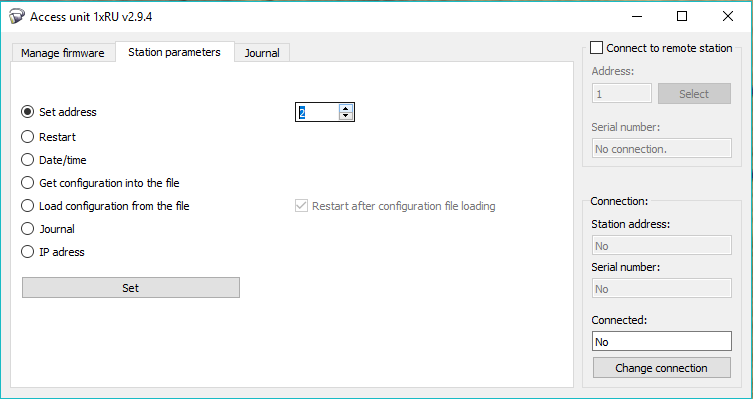 Access unit 1xRU v2.9.4
Manage firmware
Station parameters
Journal
Set address
2
Restart
Date/time
Get configuration into the file
Load configuration from the file
Restart after configuration file loading
Journal
IP adress
Set
Connect to remote station
Address:
1
Select
Serial number:
No connection.
Connection:
Station address:
No
Serial number:
No
Connected:
No
Change connection